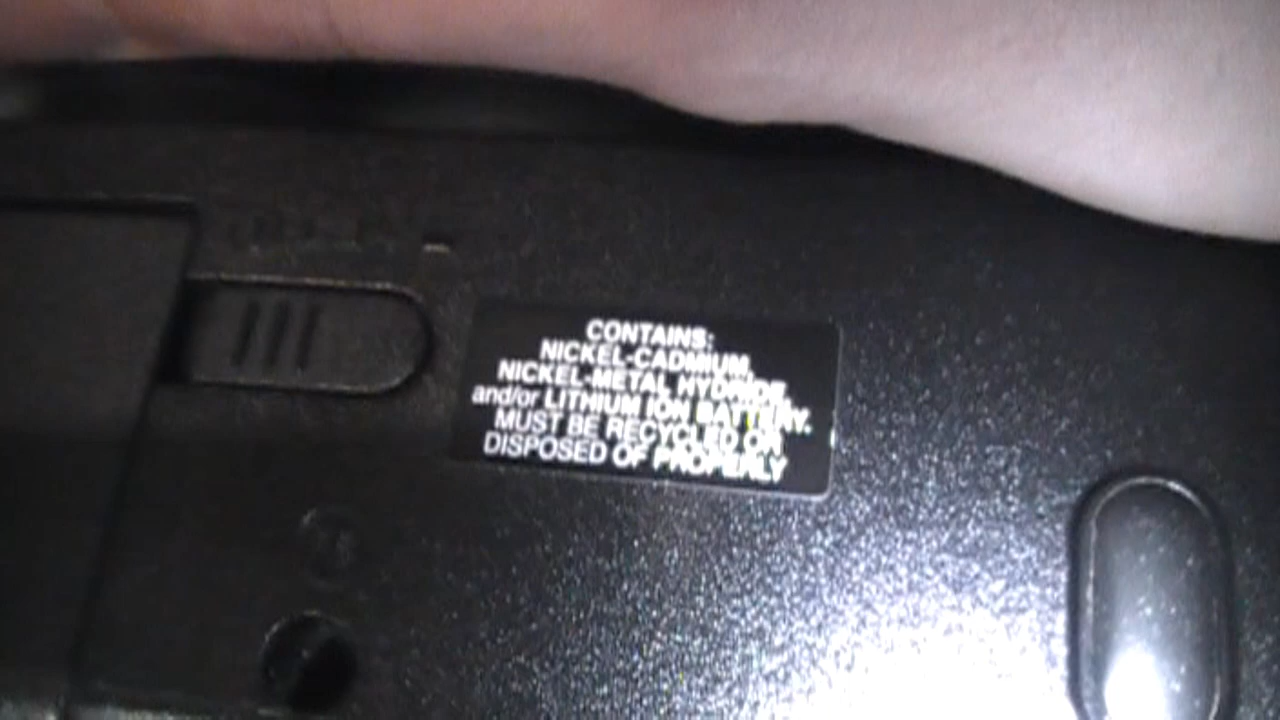 CONTAINS:
NICKEL-CADMIUM,
NICKEL-METAL HYDRIDE,
and/or LITHIUM ION BATTERY.
MUST BE RECYCLED OR
DISPOSED OF PROPERLY